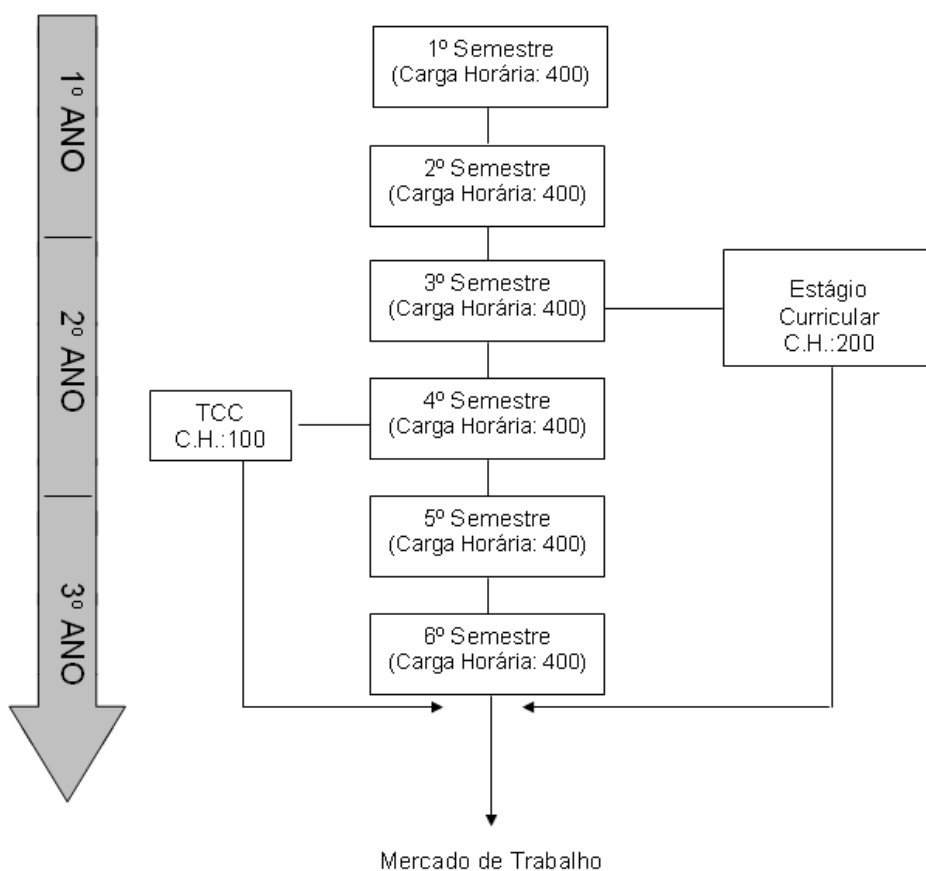 1º ANO
2º ANO
3º ANO
1º Semestre
(Carga Horária: 400)
2º Semestre
(Carga Horária: 400)
3º Semestre
(Carga Horária: 400)
Estágio
Curricular
C.H.:200
4º Semestre
(Carga Horária: 400)
TCC
C.H.:100
5º Semestre
(Carga Horária: 400)
6º Semestre
(Carga Horária: 400)
Mercado de Trabalho